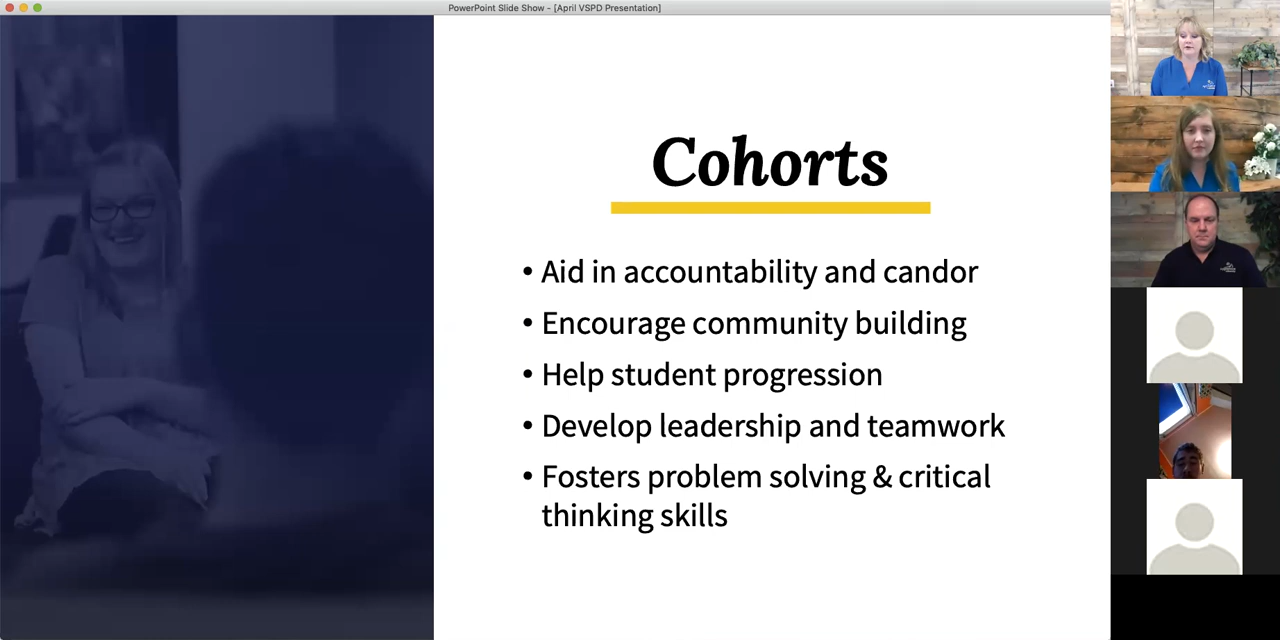 PowerPoint Slide Show - [April VSPD Presentation]
Cohorts
• Aid in accountability and candor
• Encourage community building
• Help student progression
• Develop leadership and teamwork
• Fosters problem solving & critical
thinking skills